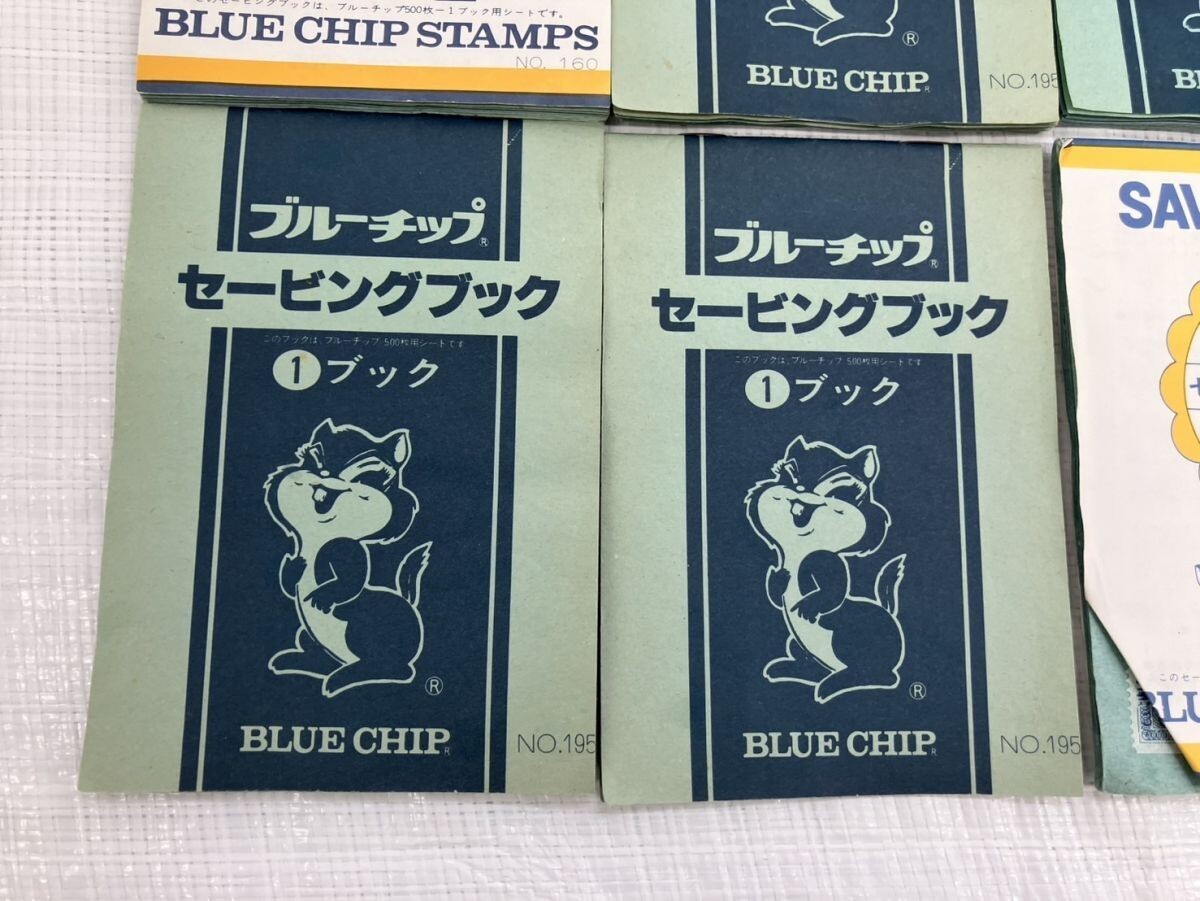 このセービングブックは、ブルーチップ500枚ー1ブック用シートです。
BLUE CHIP STAMPS
NO. 160
®
BLUE CHIP®
NO.195
BL
ブルーチップ®
セービングブック
このブックは、ブルーチップ 500枚用シートです
1 ブック
®
BLUE CHIP®
NO.195
ブルーチップ®
セービングブック
このブックは、ブルーチップ 500枚用シートです
1 ブック
®
BLUE CHIP®
NO.195
SAV
セ
このセー
BLU